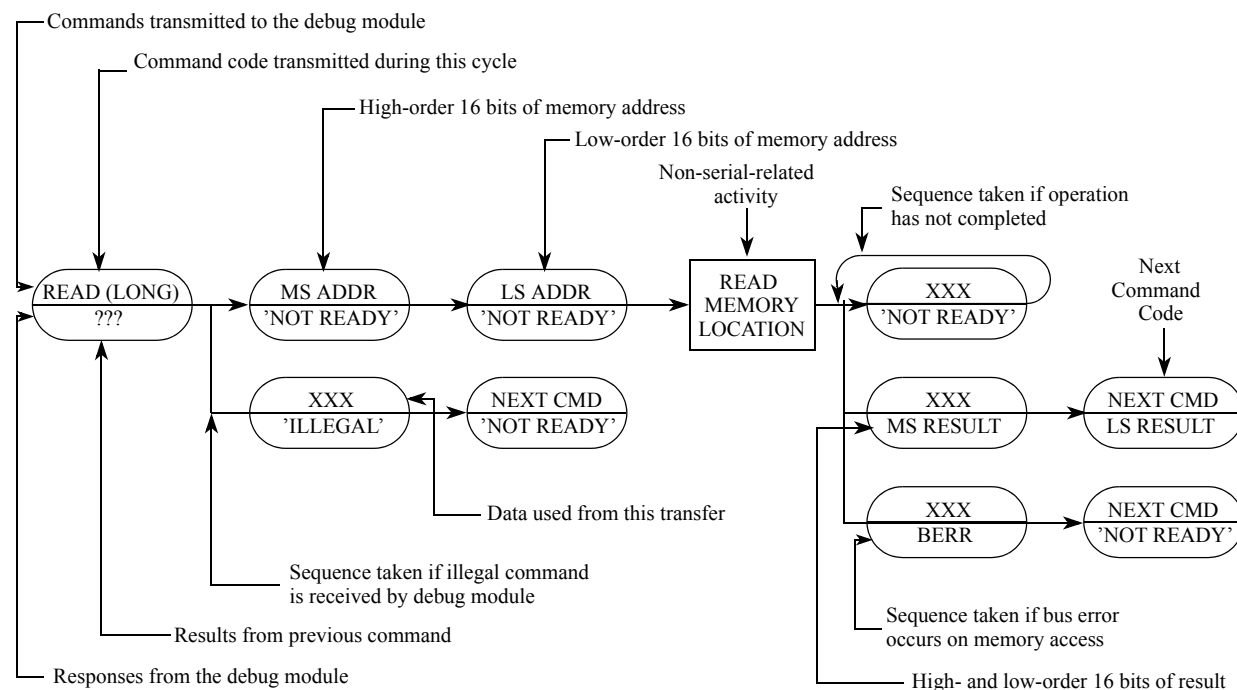 Commands transmitted to the debug module
Command code transmitted during this cycle
High-order 16 bits of memory address
Low-order 16 bits of memory address
Non-serial-related
activity
Sequence taken if operation
has not completed
Next
Command
Code
READ (LONG)
???
MS ADDR
'NOT READY'
LS ADDR
'NOT READY'
READ
MEMORY
LOCATION
XXX
'NOT READY'
XXX
'ILLEGAL'
NEXT CMD
'NOT READY'
XXX
MS RESULT
NEXT CMD
LS RESULT
XXX
BERR
NEXT CMD
'NOT READY'
Data used from this transfer
Sequence taken if illegal command
is received by debug module
Results from previous command
Responses from the debug module
Sequence taken if bus error
occurs on memory access
High- and low-order 16 bits of result